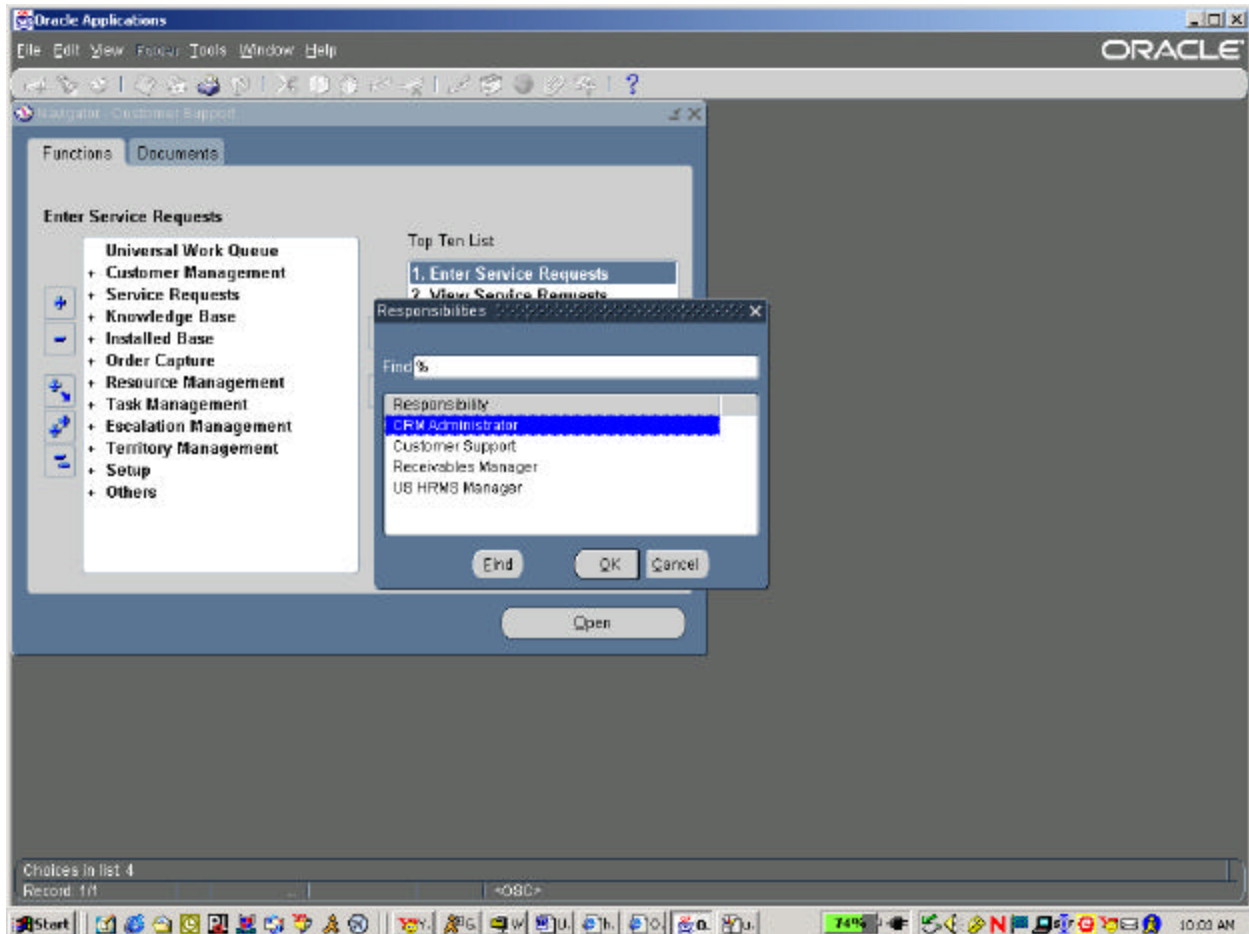 Oracle Applications
File Edit View Folder Tools Window Help
ORACLE
Navigator - Customer Support
Functions Documents
Enter Service Requests
Universal Work Queue
+ Customer Management
+ Service Requests
+ Knowledge Base
+ Installed Base
+ Order Capture
+ Resource Management
+ Task Management
+ Escalation Management
+ Territory Management
+ Setup
+ Others
Top Ten List
1. Enter Service Requests
2. View Service Requests
Responsibilities
Find %
Responsibility
CRM Administrator
Customer Support
Receivables Manager
US HRMS Manager
Find OK Cancel
Open
Choices in list 4
Record: 1/1 ... <OSC>
Start 74% 10:03 AM